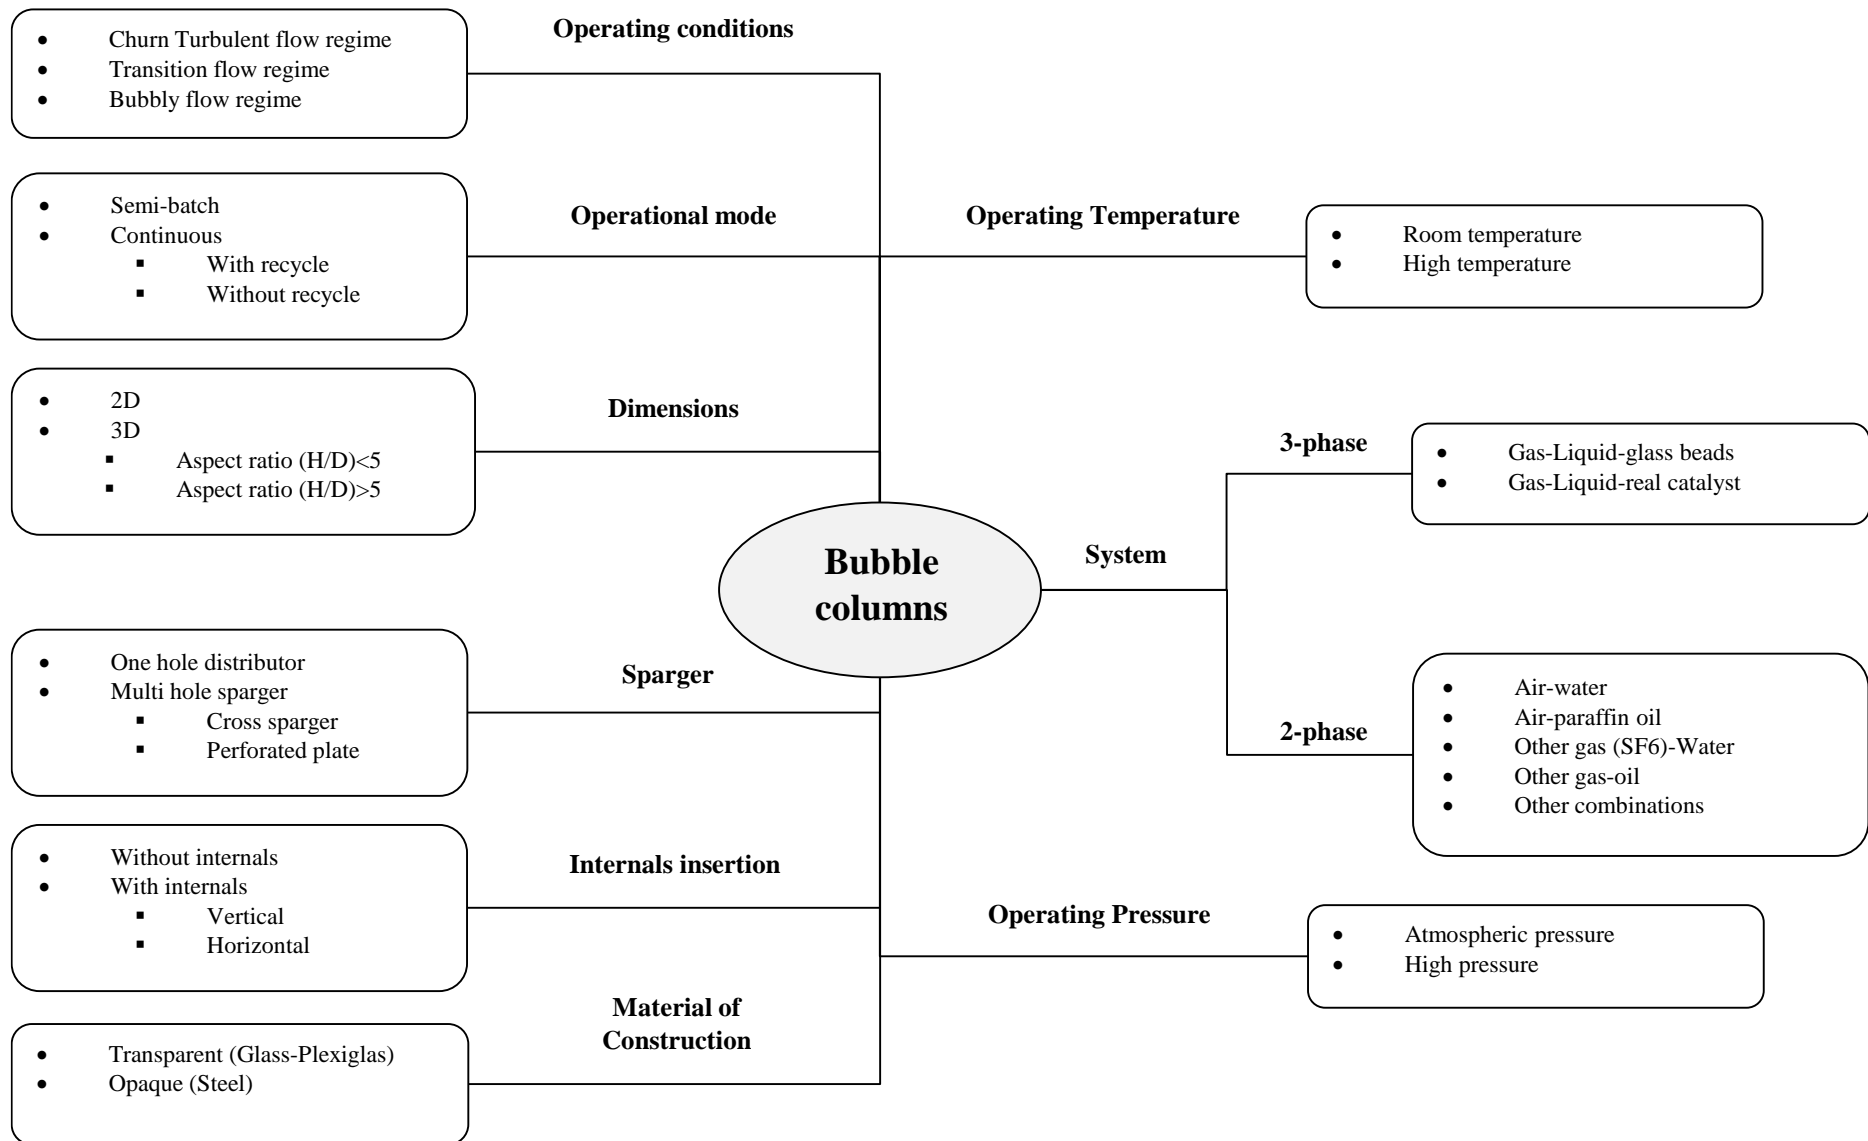 Operating conditions
• Churn Turbulent flow regime
• Transition flow regime
• Bubbly flow regime
Operational mode
• Semi-batch
• Continuous
▪ With recycle
▪ Without recycle
Operating Temperature
• Room temperature
• High temperature
Dimensions
• 2D
• 3D
▪ Aspect ratio (H/D)<5
▪ Aspect ratio (H/D)>5
3-phase
• Gas-Liquid-glass beads
• Gas-Liquid-real catalyst
Bubble
columns
System
Sparger
• One hole distributor
• Multi hole sparger
▪ Cross sparger
▪ Perforated plate
2-phase
• Air-water
• Air-paraffin oil
• Other gas (SF6)-Water
• Other gas-oil
• Other combinations
Internals insertion
• Without internals
• With internals
▪ Vertical
▪ Horizontal
Operating Pressure
• Atmospheric pressure
• High pressure
Material of
Construction
• Transparent (Glass-Plexiglas)
• Opaque (Steel)